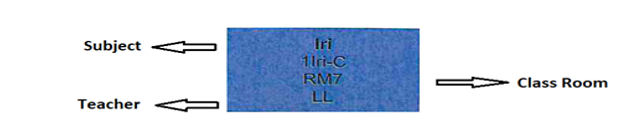 Subject
Iri
1Iri-C
RM7
LL
Class Room
Teacher